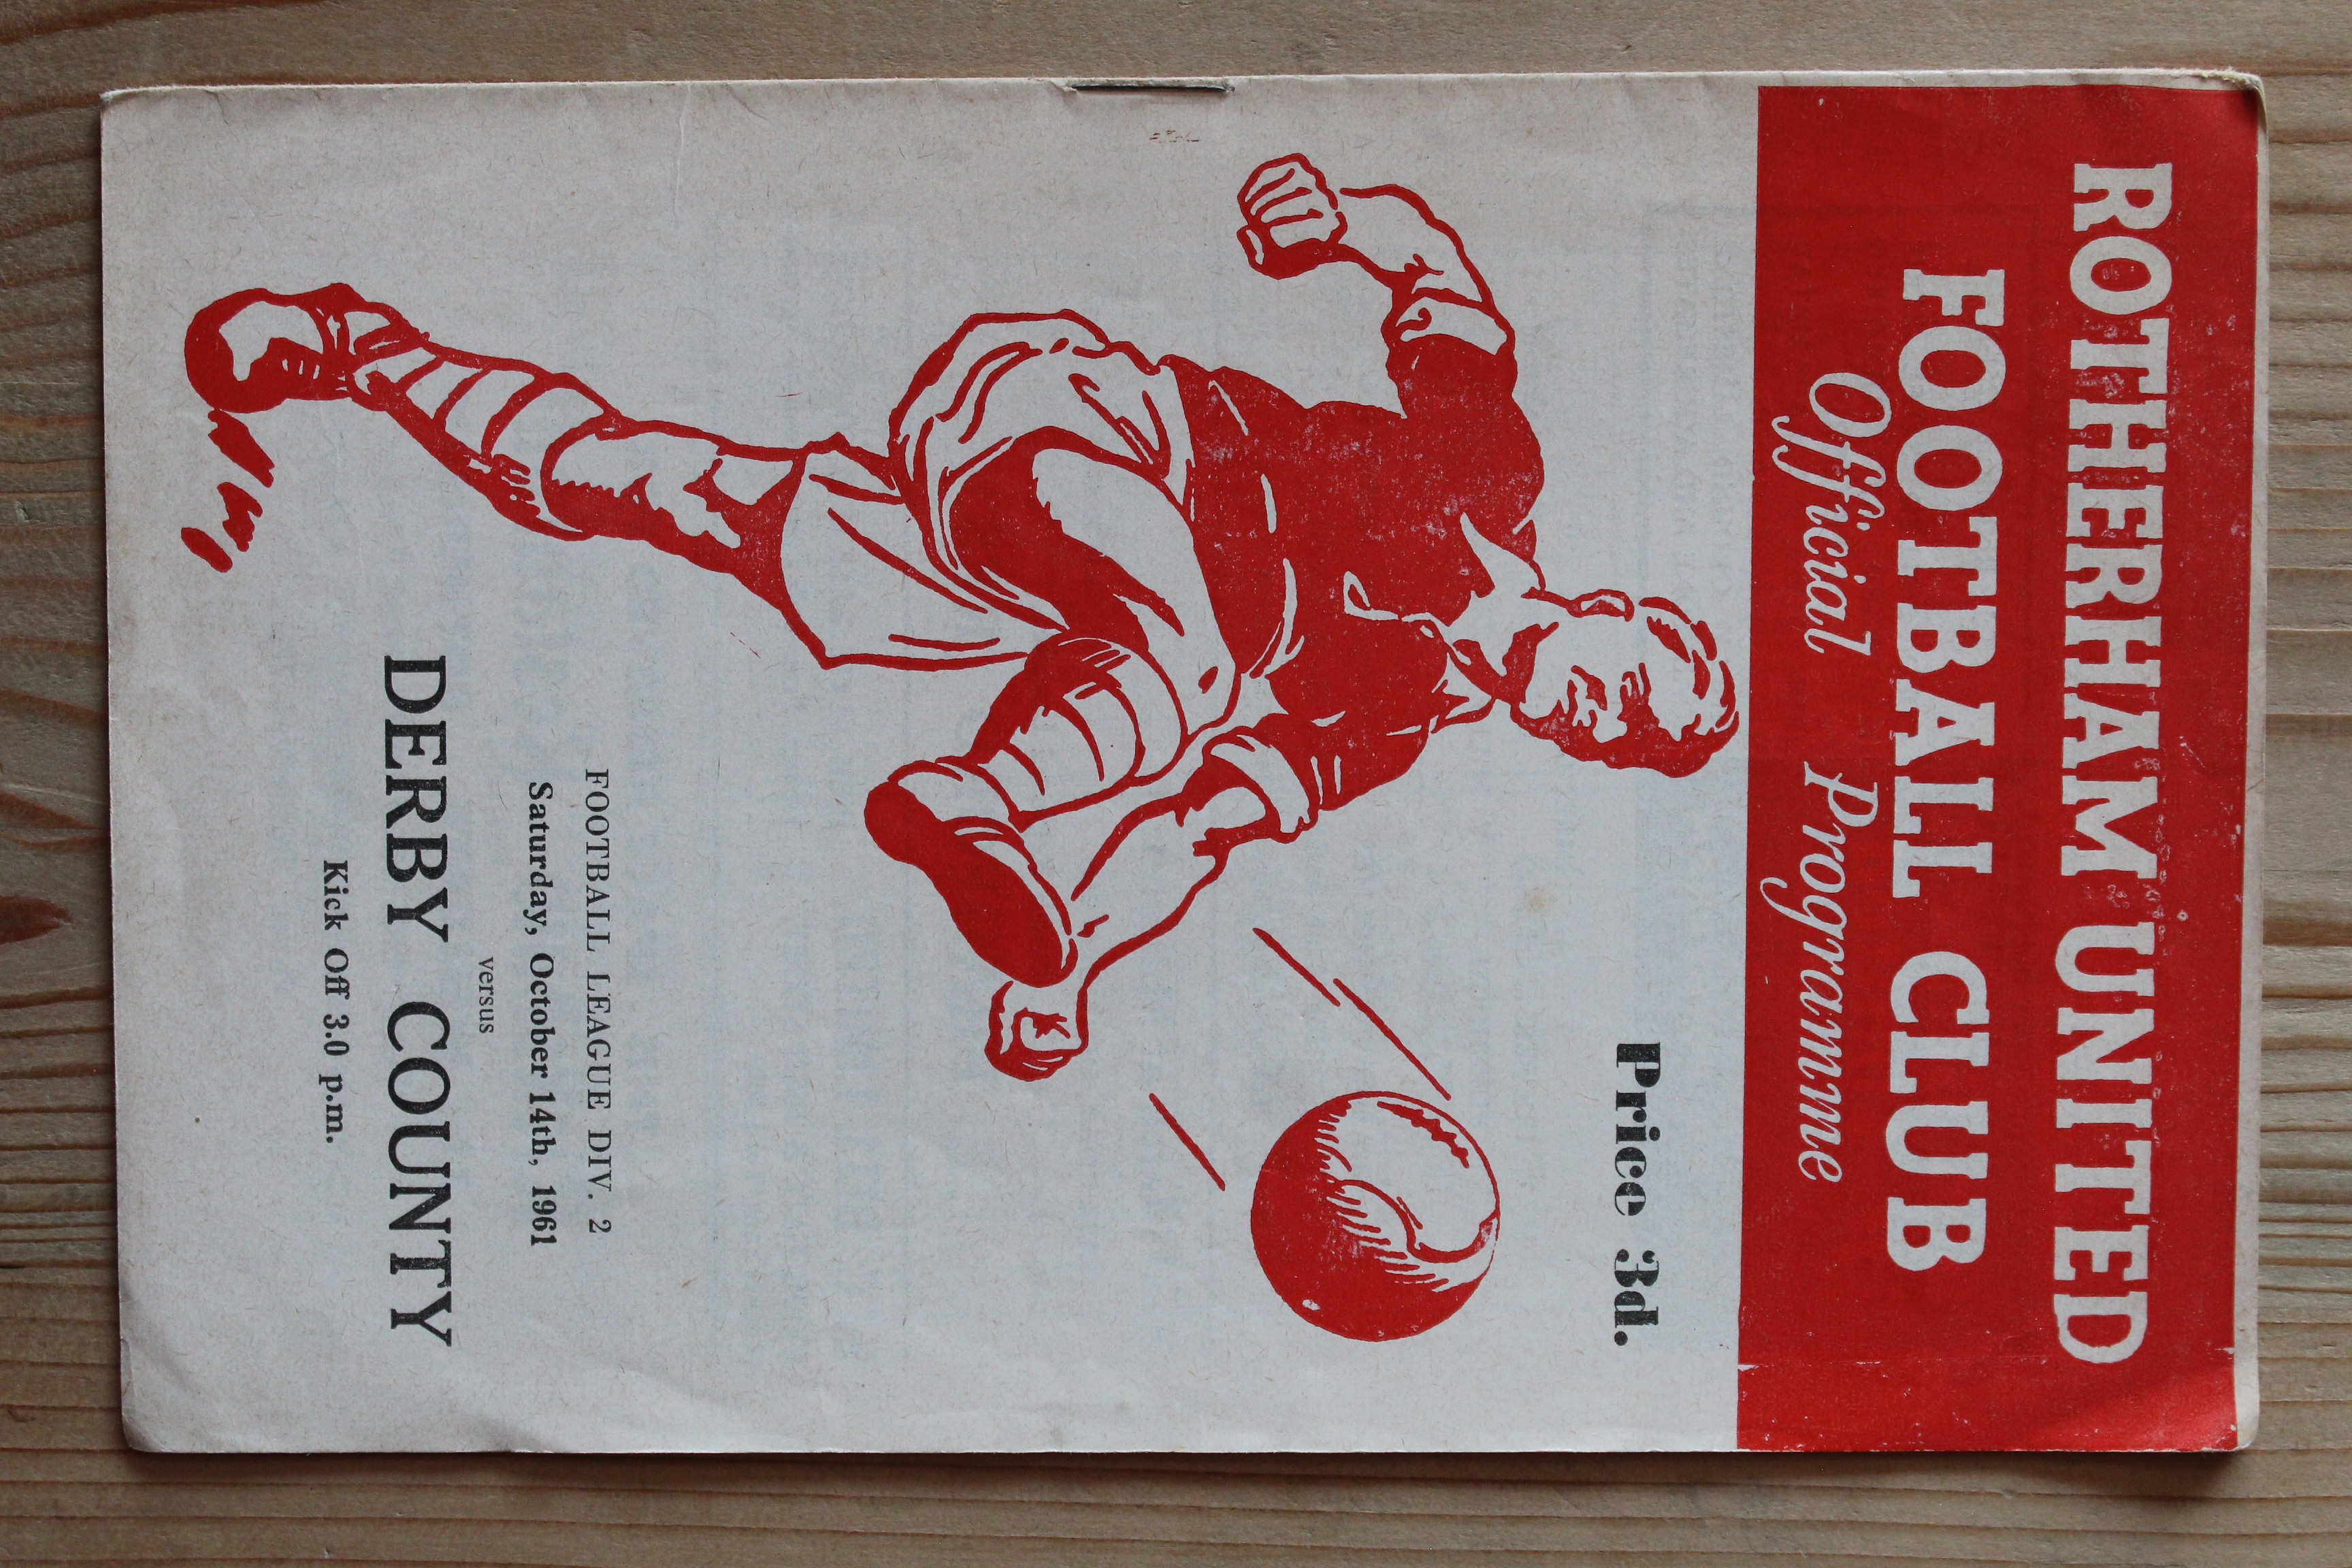 ROTHERHAM UNITED
FOOTBALL CLUB
Official Programme
Price 3d.
FOOTBALL LEAGUE DIV. 2
Saturday, October 14th, 1961
versus
DERBY COUNTY
Kick Off 3.0 p.m.